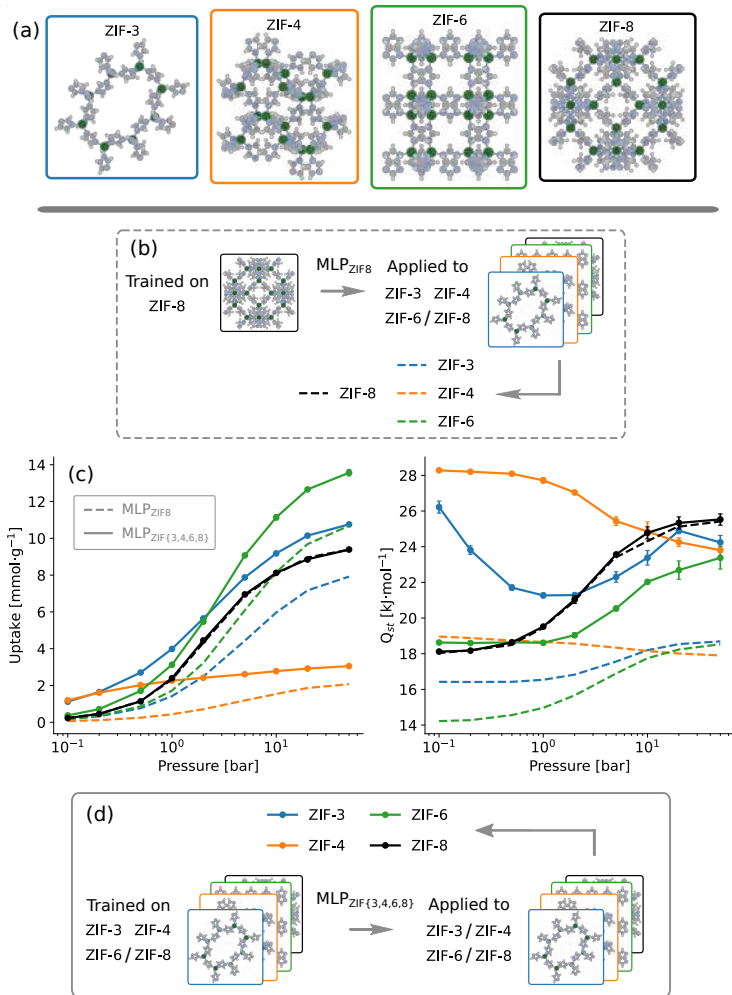 (a)
ZIF-3
ZIF-4
ZIF-6
ZIF-8
(b)
Trained on
ZIF-8
MLP_ZIF8
Applied to
ZIF-3 ZIF-4
ZIF-6 / ZIF-8
ZIF-3
ZIF-8
ZIF-4
ZIF-6
(c)
MLP_ZIF8
MLP_ZIF{3,4,6,8}
Uptake [mmol·g⁻¹]
14
12
10
8
6
4
2
0
10⁻¹ 10⁰ 10¹
Pressure [bar]
Q_st [kJ·mol⁻¹]
28
26
24
22
20
18
16
14
10⁻¹ 10⁰ 10¹
Pressure [bar]
(d)
ZIF-3 ZIF-6
ZIF-4 ZIF-8
Trained on
ZIF-3 ZIF-4
ZIF-6 / ZIF-8
MLP_ZIF{3,4,6,8}
Applied to
ZIF-3 / ZIF-4
ZIF-6 / ZIF-8